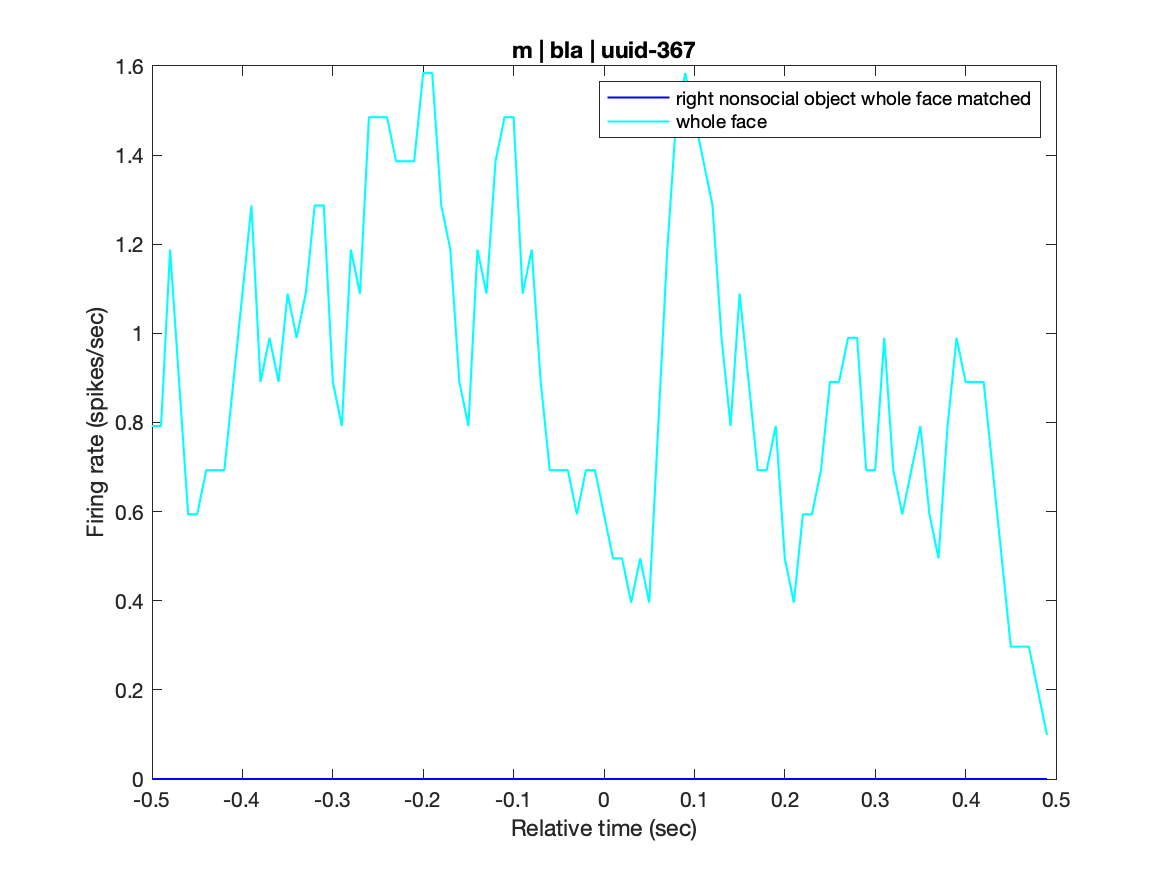 m | bla | uuid-367
right nonsocial object whole face matched
whole face
1.6
1.4
1.2
1
0.8
0.6
0.4
0.2
0
Firing rate (spikes/sec)
-0.5 -0.4 -0.3 -0.2 -0.1 0 0.1 0.2 0.3 0.4 0.5
Relative time (sec)